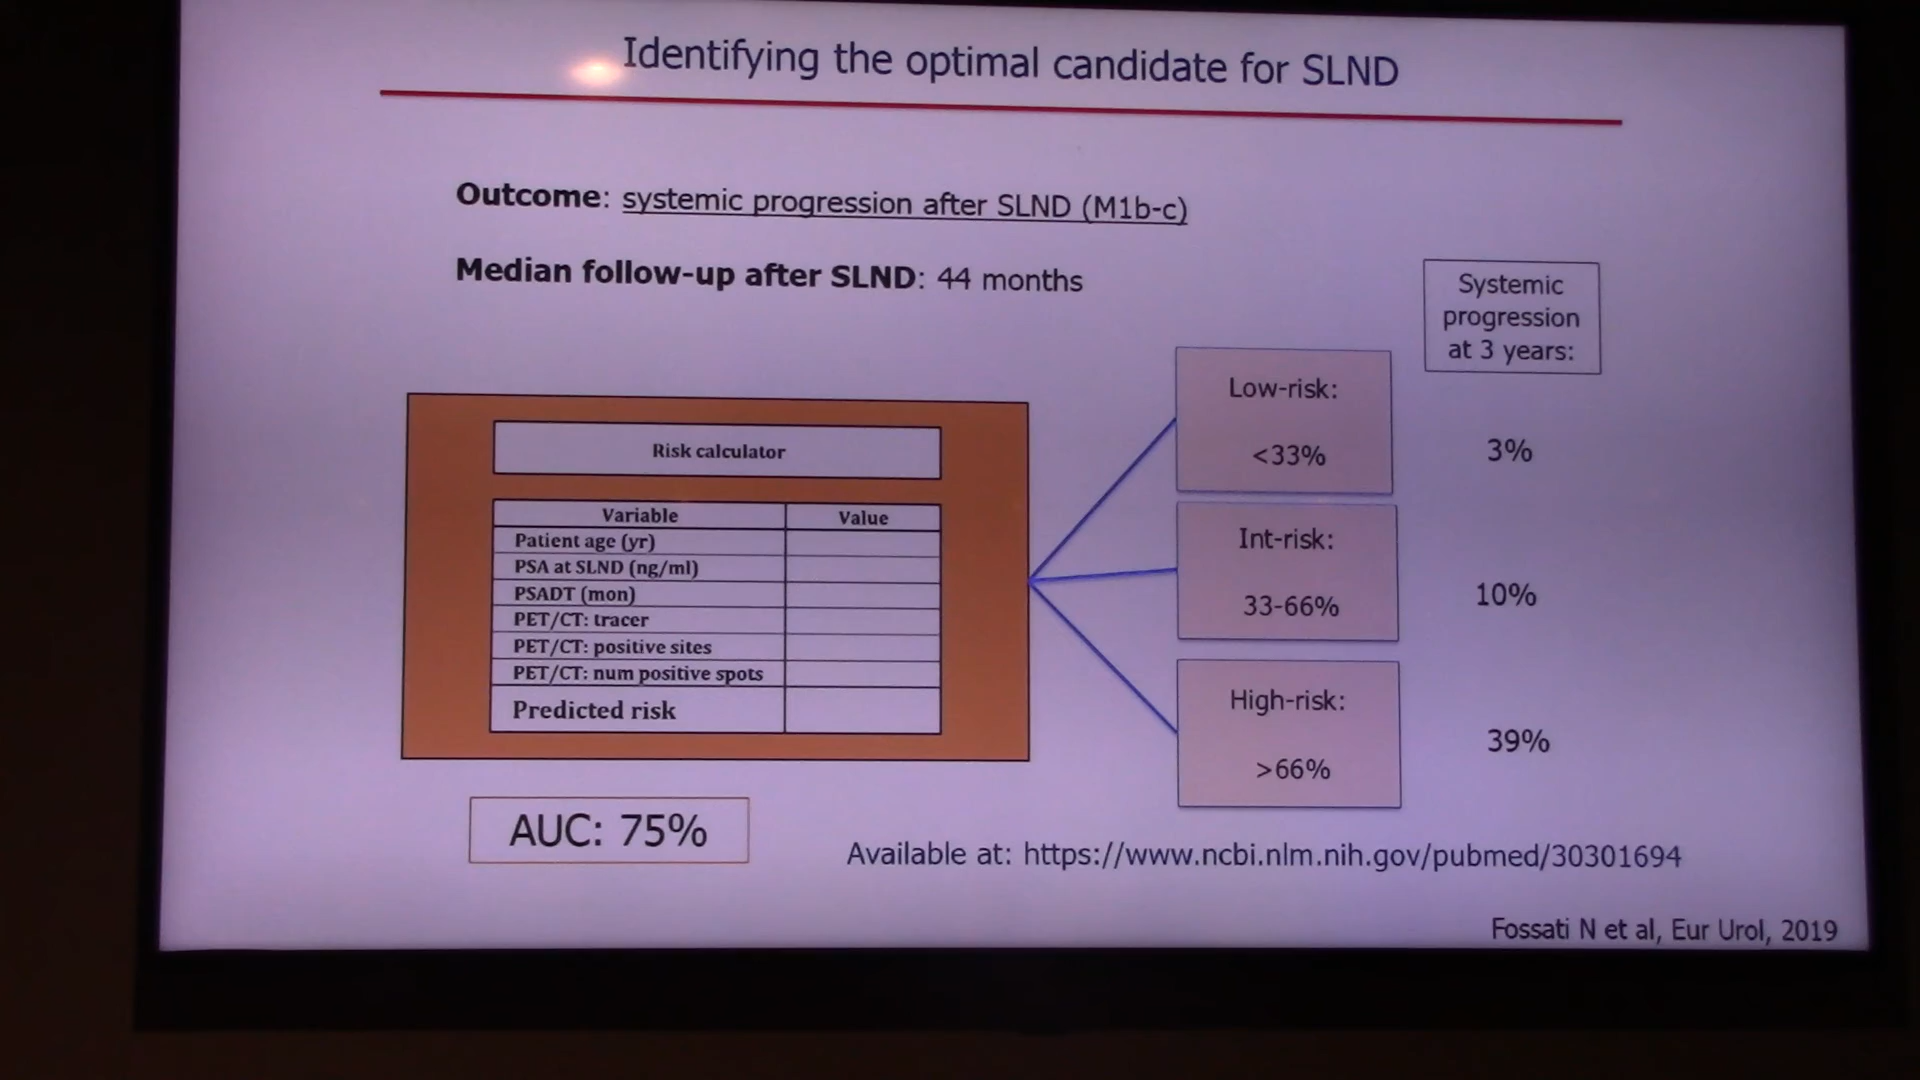 Identifying the optimal candidate for SLND
Outcome: systemic progression after SLND (M1b-c)
Median follow-up after SLND: 44 months
Systemic
progression
at 3 years:
Risk calculator
Variable Value
Patient age (yr)
PSA at SLND (ng/ml)
PSADT (mon)
PET/CT: tracer
PET/CT: positive sites
PET/CT: num positive spots
Predicted risk
Low-risk:
<33%
3%
Int-risk:
33-66%
10%
High-risk:
>66%
39%
AUC: 75%
Available at: https://www.ncbi.nlm.nih.gov/pubmed/30301694
Fossati N et al, Eur Urol, 2019